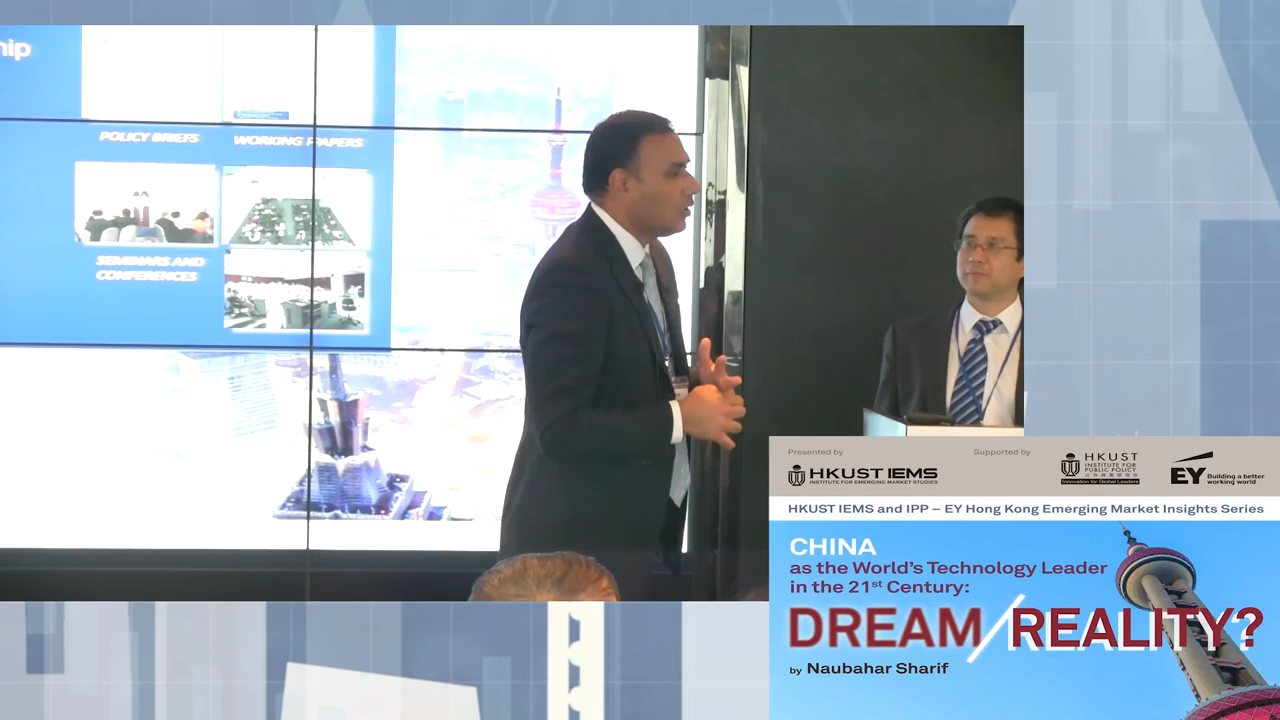 hip
POLICY BRIEFS
WORKING PAPERS
SEMINARS AND
CONFERENCES
Presented by
Supported by
HKUST IEMS
INSTITUTE FOR EMERGING MARKET STUDIES
HKUST
INSTITUTE FOR
PUBLIC POLICY
Innovation for Global Leaders
EY
Building a better
working world
HKUST IEMS and IPP – EY Hong Kong Emerging Market Insights Series
CHINA
as the World's Technology Leader
in the 21st Century:
DREAM/REALITY?
by Naubahar Sharif